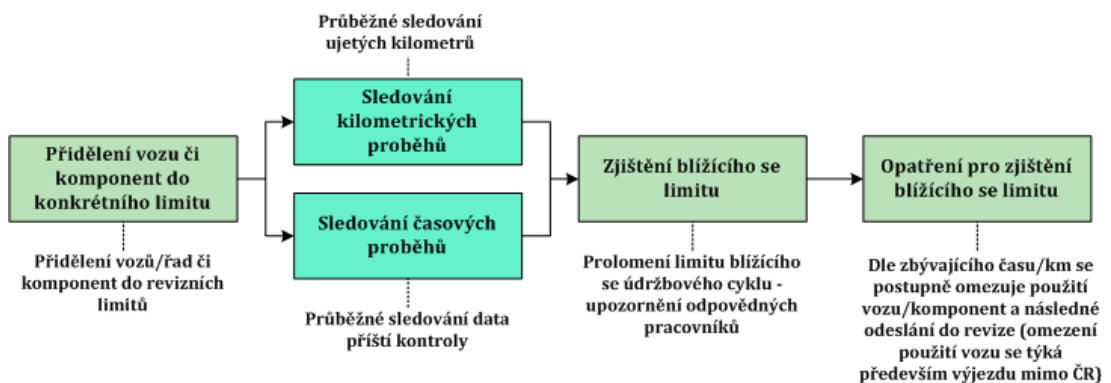 Průběžné sledování
ujetých kilometrů
Přidělení vozu či
komponent do
konkrétního limitu
Přidělení vozů/řad či
komponent do revizních
limitů
Sledování
kilometrických
proběhů
Sledování časových
proběhů
Průběžné sledování data
příští kontroly
Zjištění blížícího se
limitu
Prolomení limitu blížícího
se údržbového cyklu -
upozornění odpovědných
pracovníků
Opatření pro zjištění
blížícího se limitu
Dle zbývajícího času/km se
postupně omezuje použití
vozu/komponent a následné
odeslání do revize (omezení
použití vozu se týká
především výjezdu mimo ČR)